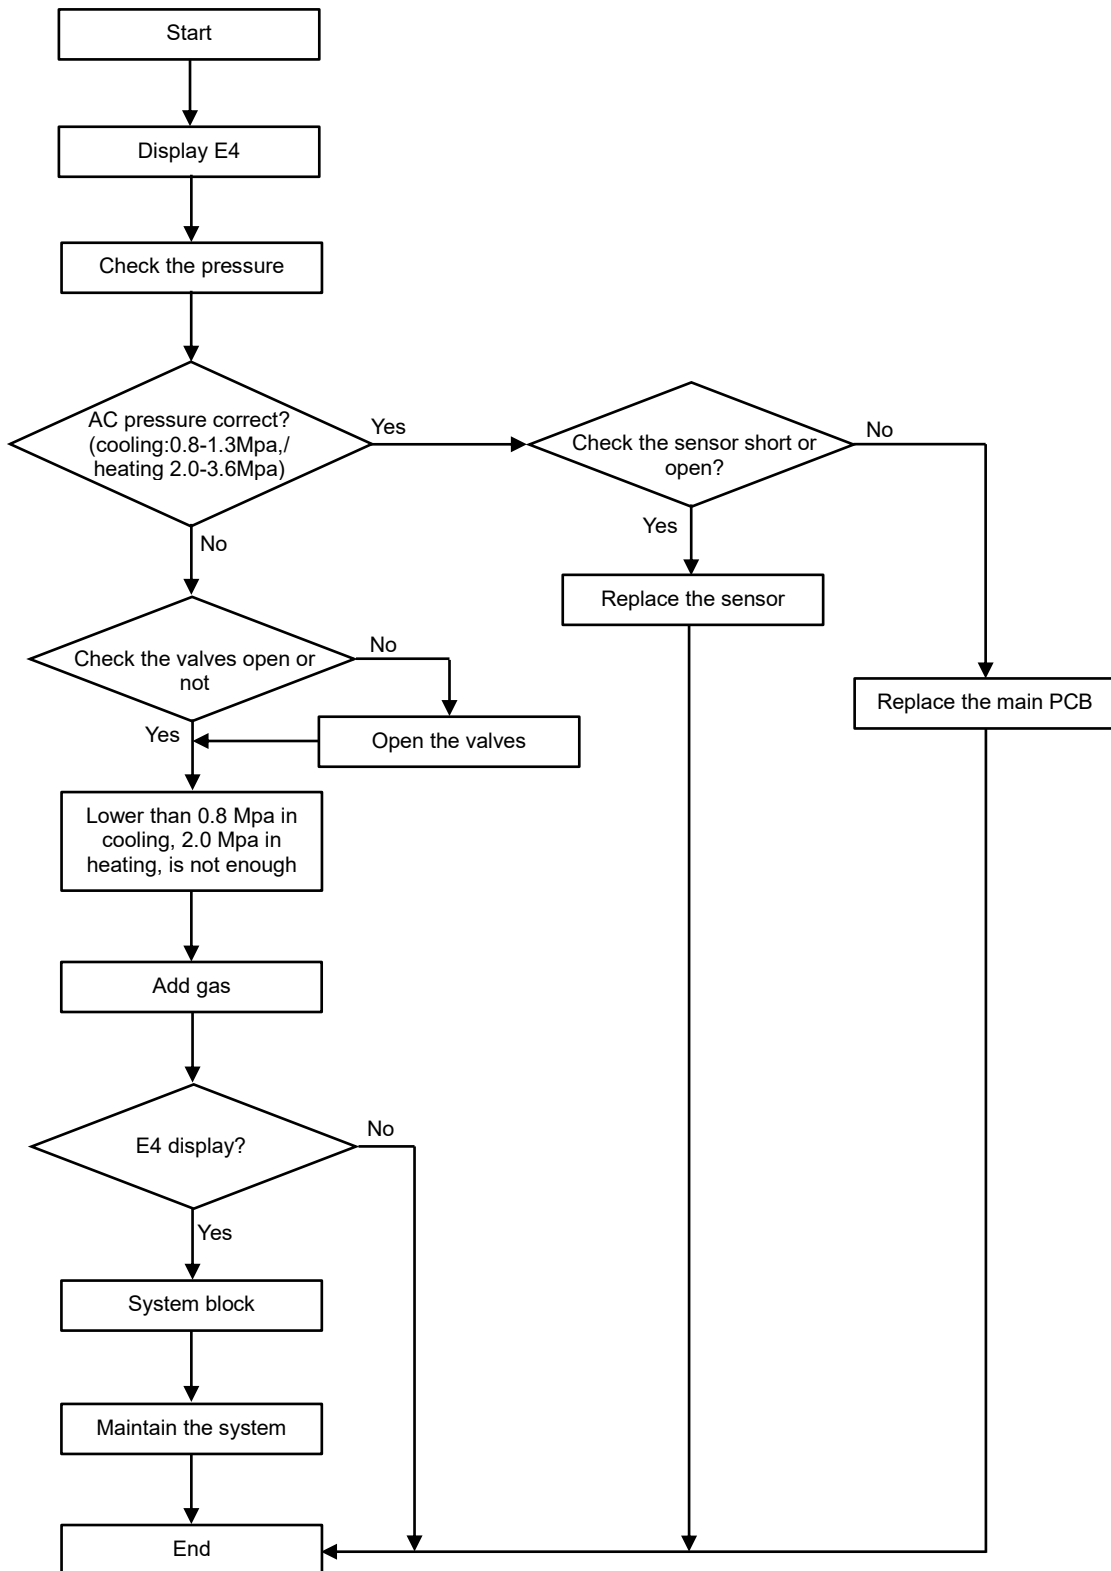 Start
Display E4
Check the pressure
AC pressure correct?
(cooling:0.8-1.3Mpa,/
heating 2.0-3.6Mpa)
Yes
Check the sensor short or
open?
No
No
Yes
Replace the sensor
Check the valves open or
not
No
Replace the main PCB
Yes
Open the valves
Lower than 0.8 Mpa in
cooling, 2.0 Mpa in
heating, is not enough
Add gas
E4 display?
No
Yes
System block
Maintain the system
End